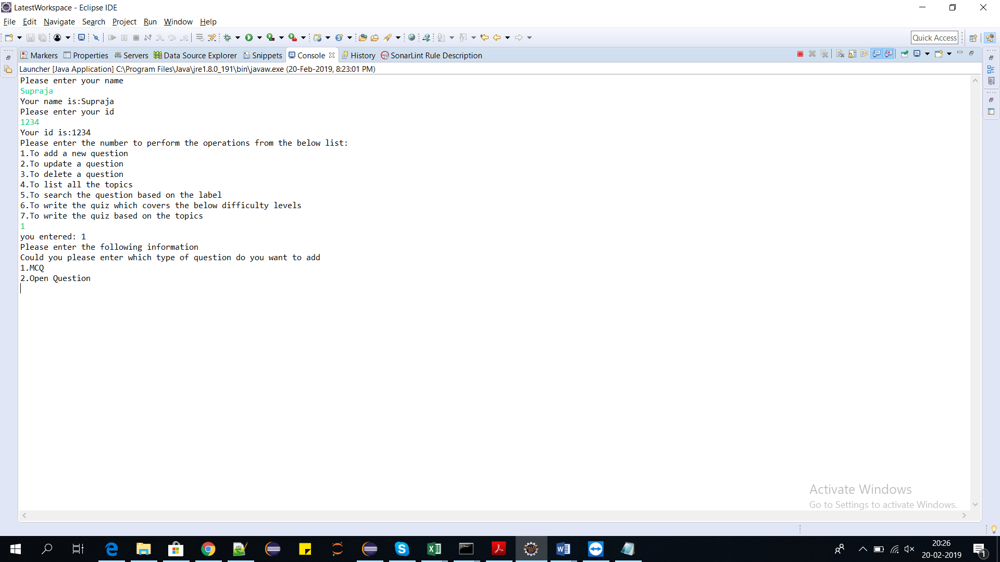 LatestWorkspace - Eclipse IDE
File Edit Navigate Search Project Run Window Help
Quick Access
Markers Properties Servers Data Source Explorer Snippets Console History SonarLint Rule Description
Launcher [Java Application] C:\Program Files\Java\jre1.8.0_191\bin\javaw.exe (20-Feb-2019, 8:23:01 PM)
Please enter your name
Supraja
Your name is:Supraja
Please enter your id
1234
Your id is:1234
Please enter the number to perform the operations from the below list:
1.To add a new question
2.To update a question
3.To delete a question
4.To list all the topics
5.To search the question based on the label
6.To write the quiz which covers the below difficulty levels
7.To write the quiz based on the topics
1
you entered: 1
Please enter the following information
Could you please enter which type of question do you want to add
1.MCQ
2.Open Question
Activate Windows
Go to Settings to activate Windows.
20:26
20-02-2019
1